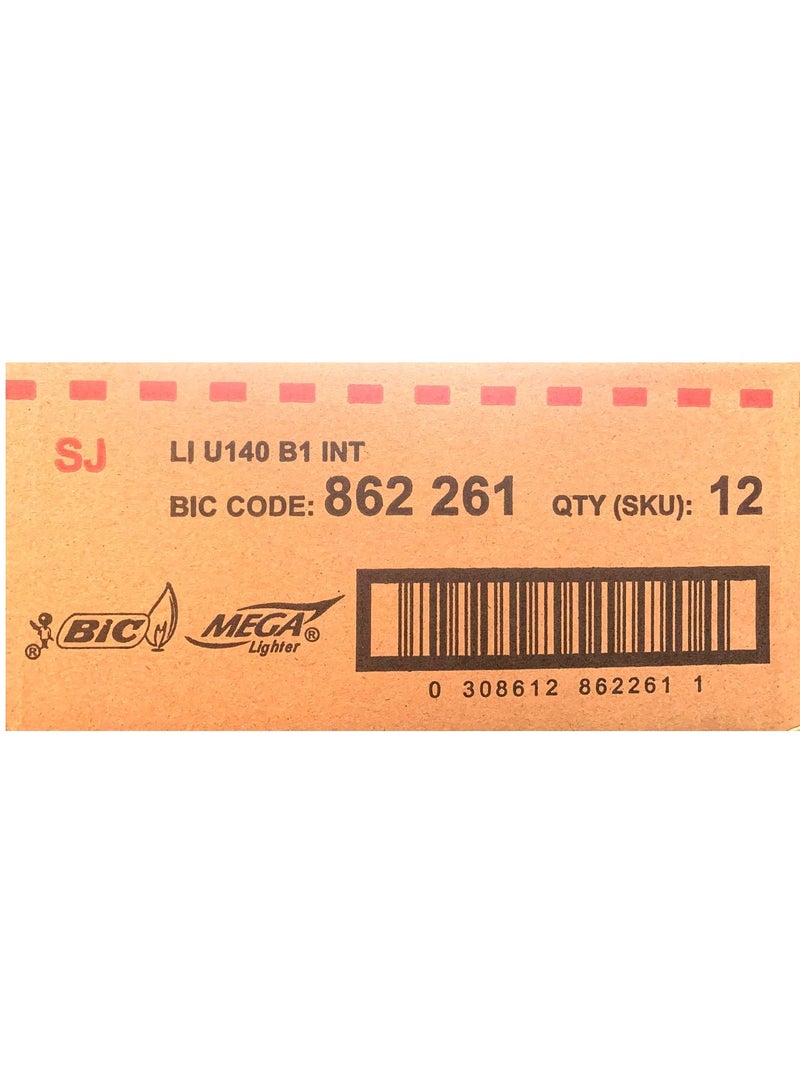 SJ
LI U140 B1 INT
BIC CODE: 862 261 QTY (SKU): 12
® BiC MEGA® Lighter
0 308612 862261 1